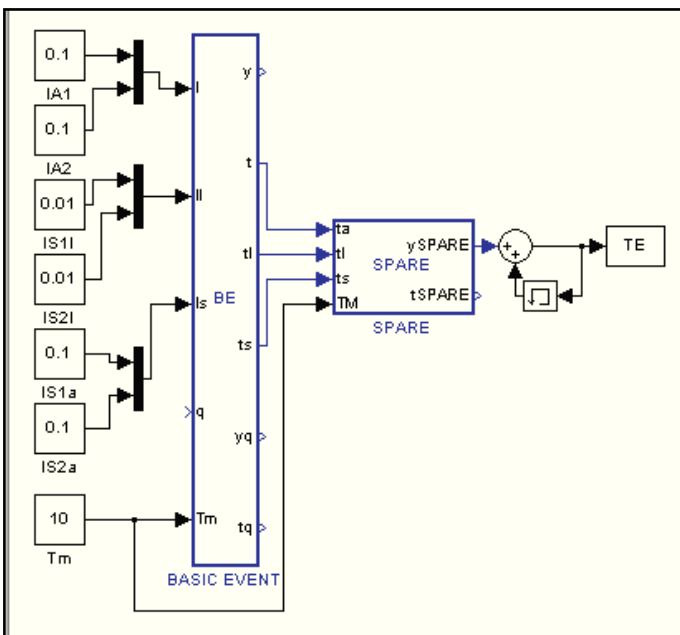 0.1
IA1
0.1
IA2
0.01
IS1I
0.01
IS2I
0.1
IS1a
0.1
IS2a
10
Tm
I
II
Is
q
Tm
BE
y
t
tI
ts
yq
tq
BASIC EVENT
ta
tI
ts
TM
ySPARE
SPARE
tSPARE
SPARE
+
+
TE